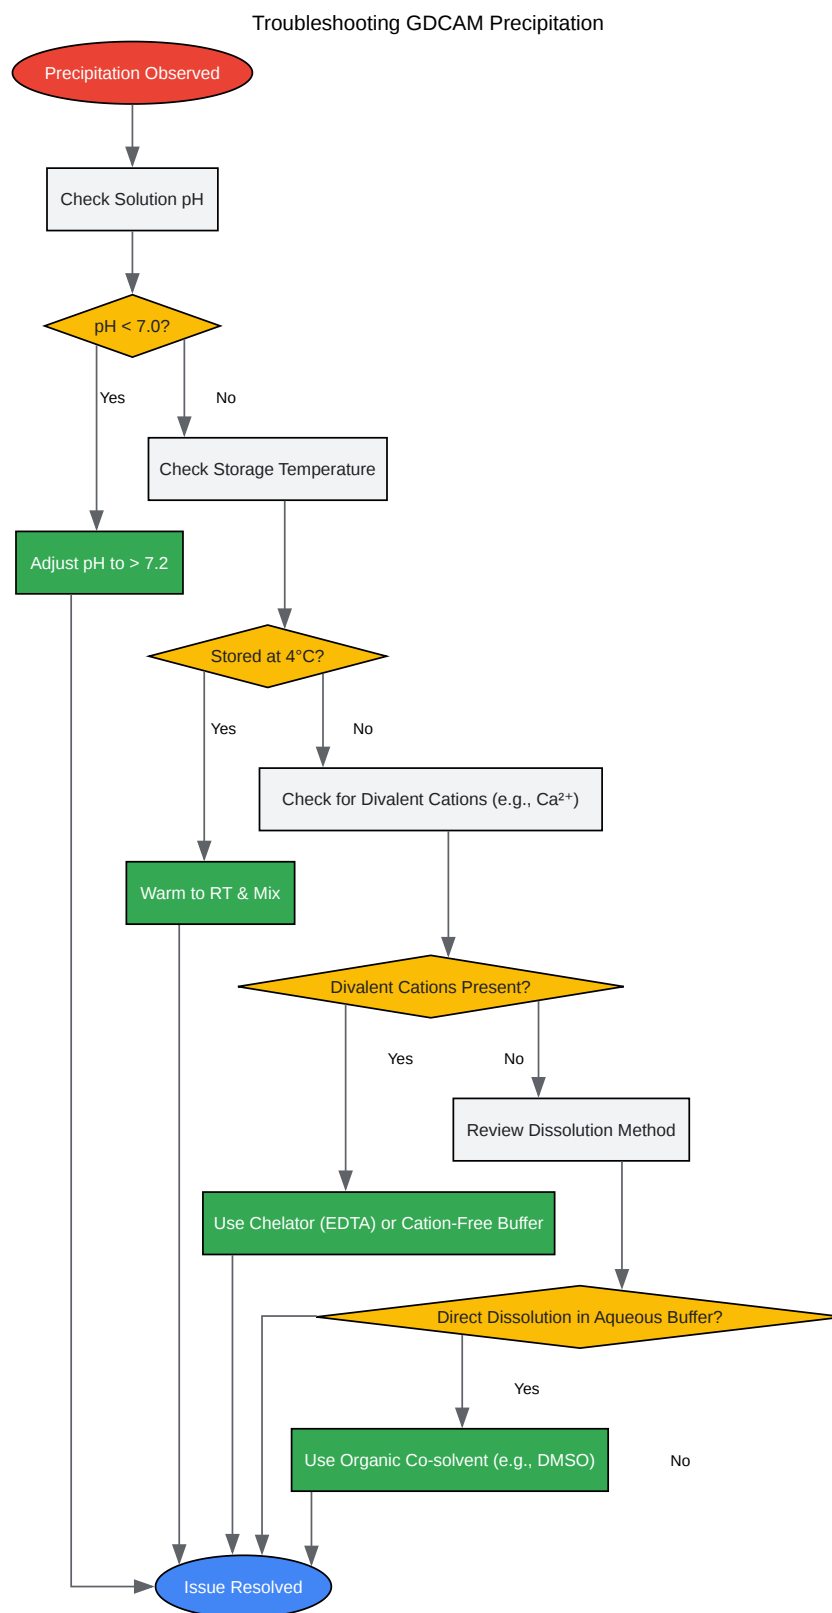 Troubleshooting GDCAM Precipitation
Precipitation Observed
Check Solution pH
pH < 7.0?
Yes
No
Check Storage Temperature
Adjust pH to > 7.2
Stored at 4°C?
Yes
No
Check for Divalent Cations (e.g., Ca²⁺)
Warm to RT & Mix
Divalent Cations Present?
Yes
No
Review Dissolution Method
Use Chelator (EDTA) or Cation-Free Buffer
Direct Dissolution in Aqueous Buffer?
Yes
Use Organic Co-solvent (e.g., DMSO)
No
Issue Resolved